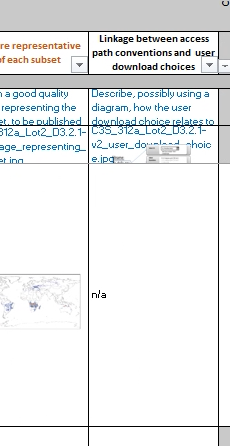 re representative
of each subset
Linkage between access
path conventions and user
download choices
n a good quality
representing the
et, to be published
Describe, possibly using a
diagram, how the user
download choice relates to
312a_Lot2_D3.2.1-
age_representing_
et.jpg
C3S_312a_Lot2_D3.2.1-
v2_user_download_choic
e.jpg
n/a